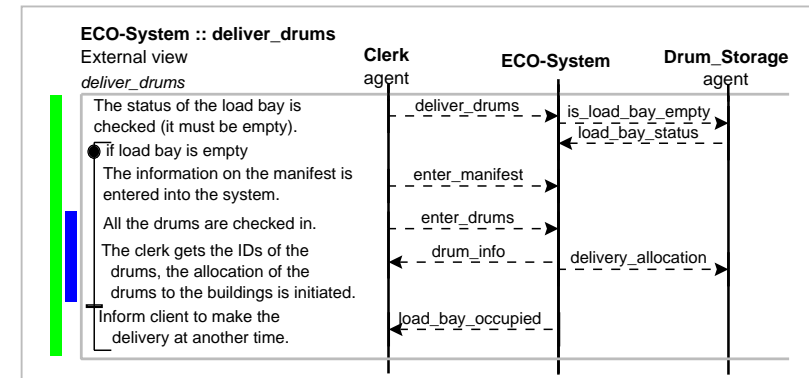 ECO-System :: deliver_drums
External view
deliver_drums
Clerk
agent
ECO-System
Drum_Storage
agent
The status of the load bay is
checked (it must be empty).
if load bay is empty
The information on the manifest is
entered into the system.
All the drums are checked in.
The clerk gets the IDs of the
drums, the allocation of the
drums to the buildings is initiated.
Inform client to make the
delivery at another time.
deliver_drums
is_load_bay_empty
load_bay_status
enter_manifest
enter_drums
drum_info
delivery_allocation
load_bay_occupied